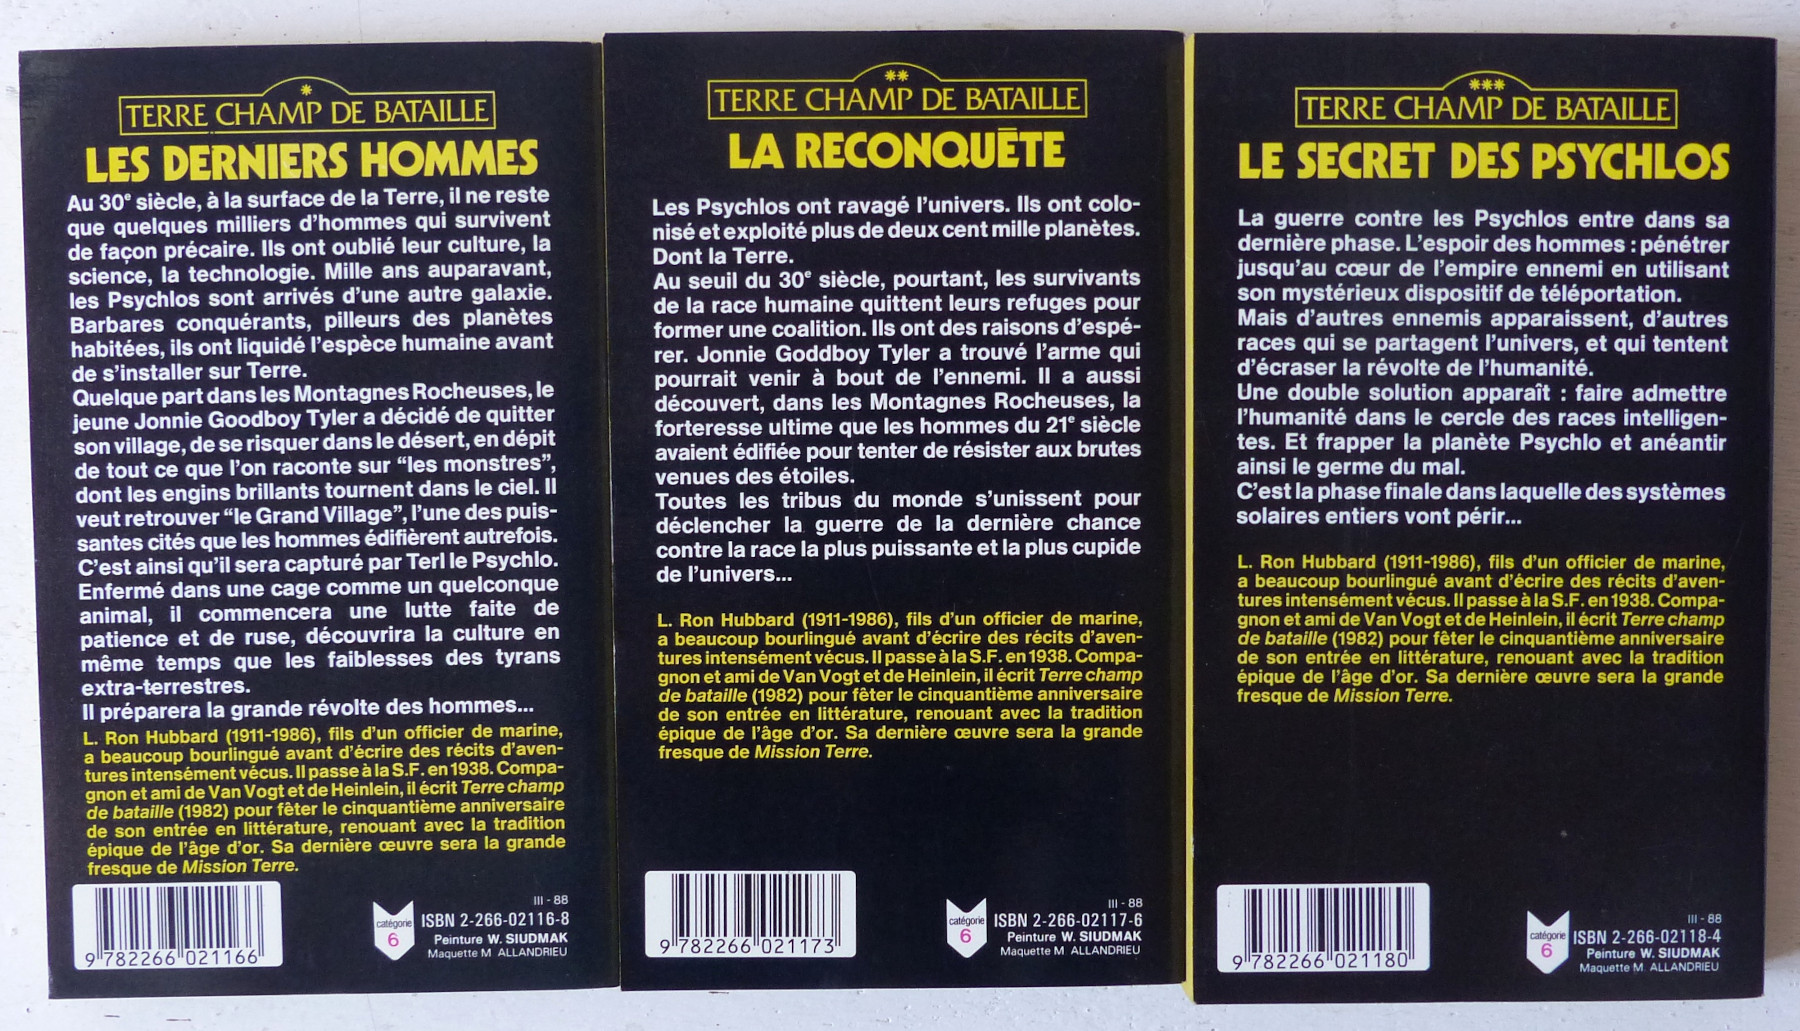 *
TERRE CHAMP DE BATAILLE
LES DERNIERS HOMMES
Au 30e siècle, à la surface de la Terre, il ne reste
que quelques milliers d'hommes qui survivent
de façon précaire. Ils ont oublié leur culture, la
science, la technologie. Mille ans auparavant,
les Psychlos sont arrivés d'une autre galaxie.
Barbares conquérants, pilleurs des planètes
habitées, ils ont liquidé l'espèce humaine avant
de s'installer sur Terre.
Quelque part dans les Montagnes Rocheuses, le
jeune Jonnie Goodboy Tyler a décidé de quitter
son village, de se risquer dans le désert, en dépit
de tout ce que l'on raconte sur "les monstres",
dont les engins brillants tournent dans le ciel. Il
veut retrouver "le Grand Village", l'une des puis-
santes cités que les hommes édifièrent autrefois.
C'est ainsi qu'il sera capturé par Terl le Psychlo.
Enfermé dans une cage comme un quelconque
animal, il commencera une lutte faite de
patience et de ruse, découvrira la culture en
même temps que les faiblesses des tyrans
extra-terrestres.
Il préparera la grande révolte des hommes...
L. Ron Hubbard (1911-1986), fils d'un officier de marine,
a beaucoup bourlingué avant d'écrire des récits d'aven-
tures intensément vécus. Il passe à la S.F. en 1938. Compa-
gnon et ami de Van Vogt et de Heinlein, il écrit Terre champ
de bataille (1982) pour fêter le cinquantième anniversaire
de son entrée en littérature, renouant avec la tradition
épique de l'âge d'or. Sa dernière œuvre sera la grande
fresque de Mission Terre.
9 782266 021166
catégorie
6
III - 88
ISBN 2-266-02116-8
Peinture W. SIUDMAK
Maquette M ALLANDRIEU
**
TERRE CHAMP DE BATAILLE
LA RECONQUÊTE
Les Psychlos ont ravagé l'univers. Ils ont colo-
nisé et exploité plus de deux cent mille planètes.
Dont la Terre.
Au seuil du 30e siècle, pourtant, les survivants
de la race humaine quittent leurs refuges pour
former une coalition. Ils ont des raisons d'espé-
rer. Jonnie Goddboy Tyler a trouvé l'arme qui
pourrait venir à bout de l'ennemi. Il a aussi
découvert, dans les Montagnes Rocheuses, la
forteresse ultime que les hommes du 21e siècle
avaient édifiée pour tenter de résister aux brutes
venues des étoiles.
Toutes les tribus du monde s'unissent pour
déclencher la guerre de la dernière chance
contre la race la plus puissante et la plus cupide
de l'univers...
L. Ron Hubbard (1911-1986), fils d'un officier de marine,
a beaucoup bourlingué avant d'écrire des récits d'aven-
tures intensément vécus. Il passe à la S.F. en 1938. Compa-
gnon et ami de Van Vogt et de Heinlein, il écrit Terre champ
de bataille (1982) pour fêter le cinquantième anniversaire
de son entrée en littérature, renouant avec la tradition
épique de l'âge d'or. Sa dernière œuvre sera la grande
fresque de Mission Terre.
9 782266 021173
catégorie
6
III - 88
ISBN 2-266-02117-6
Peinture W. SIUDMAK
Maquette M ALLANDRIEU
***
TERRE CHAMP DE BATAILLE
LE SECRET DES PSYCHLOS
La guerre contre les Psychlos entre dans sa
dernière phase. L'espoir des hommes : pénétrer
jusqu'au cœur de l'empire ennemi en utilisant
son mystérieux dispositif de téléportation.
Mais d'autres ennemis apparaissent, d'autres
races qui se partagent l'univers, et qui tentent
d'écraser la révolte de l'humanité.
Une double solution apparaît : faire admettre
l'humanité dans le cercle des races intelligen-
tes. Et frapper la planète Psychlo et anéantir
ainsi le germe du mal.
C'est la phase finale dans laquelle des systèmes
solaires entiers vont périr...
L. Ron Hubbard (1911-1986), fils d'un officier de marine,
a beaucoup bourlingué avant d'écrire des récits d'aven-
tures intensément vécus. Il passe à la S.F. en 1938. Compa-
gnon et ami de Van Vogt et de Heinlein, il écrit Terre champ
de bataille (1982) pour fêter le cinquantième anniversaire
de son entrée en littérature, renouant avec la tradition
épique de l'âge d'or. Sa dernière œuvre sera la grande
fresque de Mission Terre.
9 782266 021180
catégorie
6
III - 88
ISBN 2-266-02118-4
Peinture W. SIUDMAK
Maquette M ALLANDRIEU